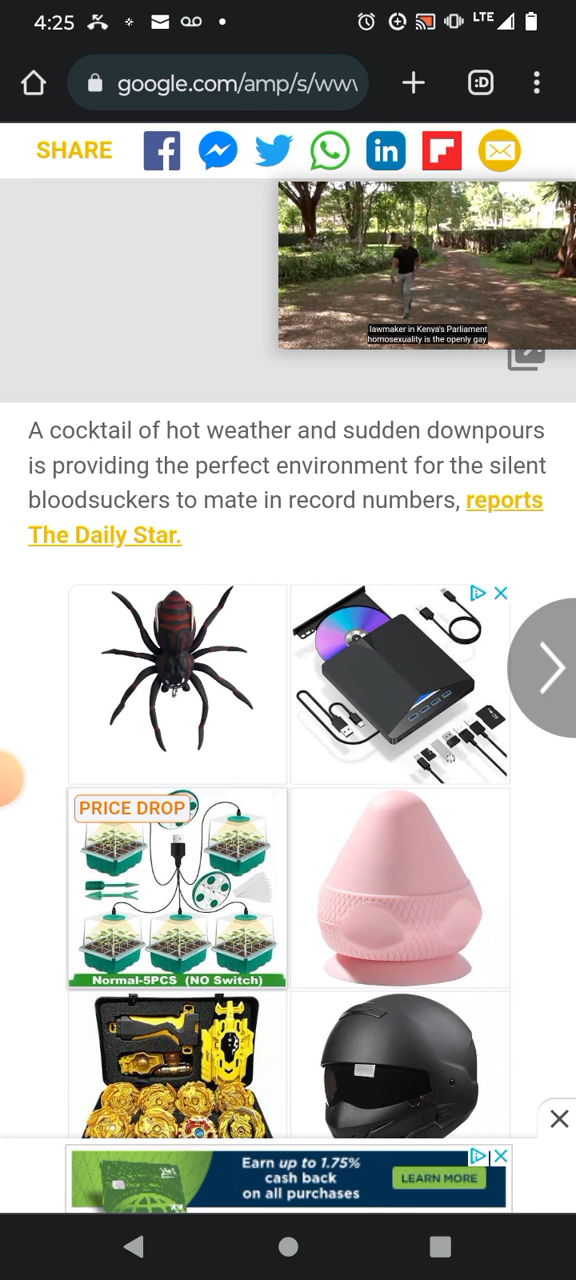 4:25
LTE
google.com/amp/s/www
:D
SHARE
in
lawmaker in Kenya's Parliament
homosexuality is the openly gay
A cocktail of hot weather and sudden downpours
is providing the perfect environment for the silent
bloodsuckers to mate in record numbers, reports
The Daily Star.
PRICE DROP
Normal-5PCS (NO Switch)
Earn up to 1.75%
cash back
on all purchases
LEARN MORE